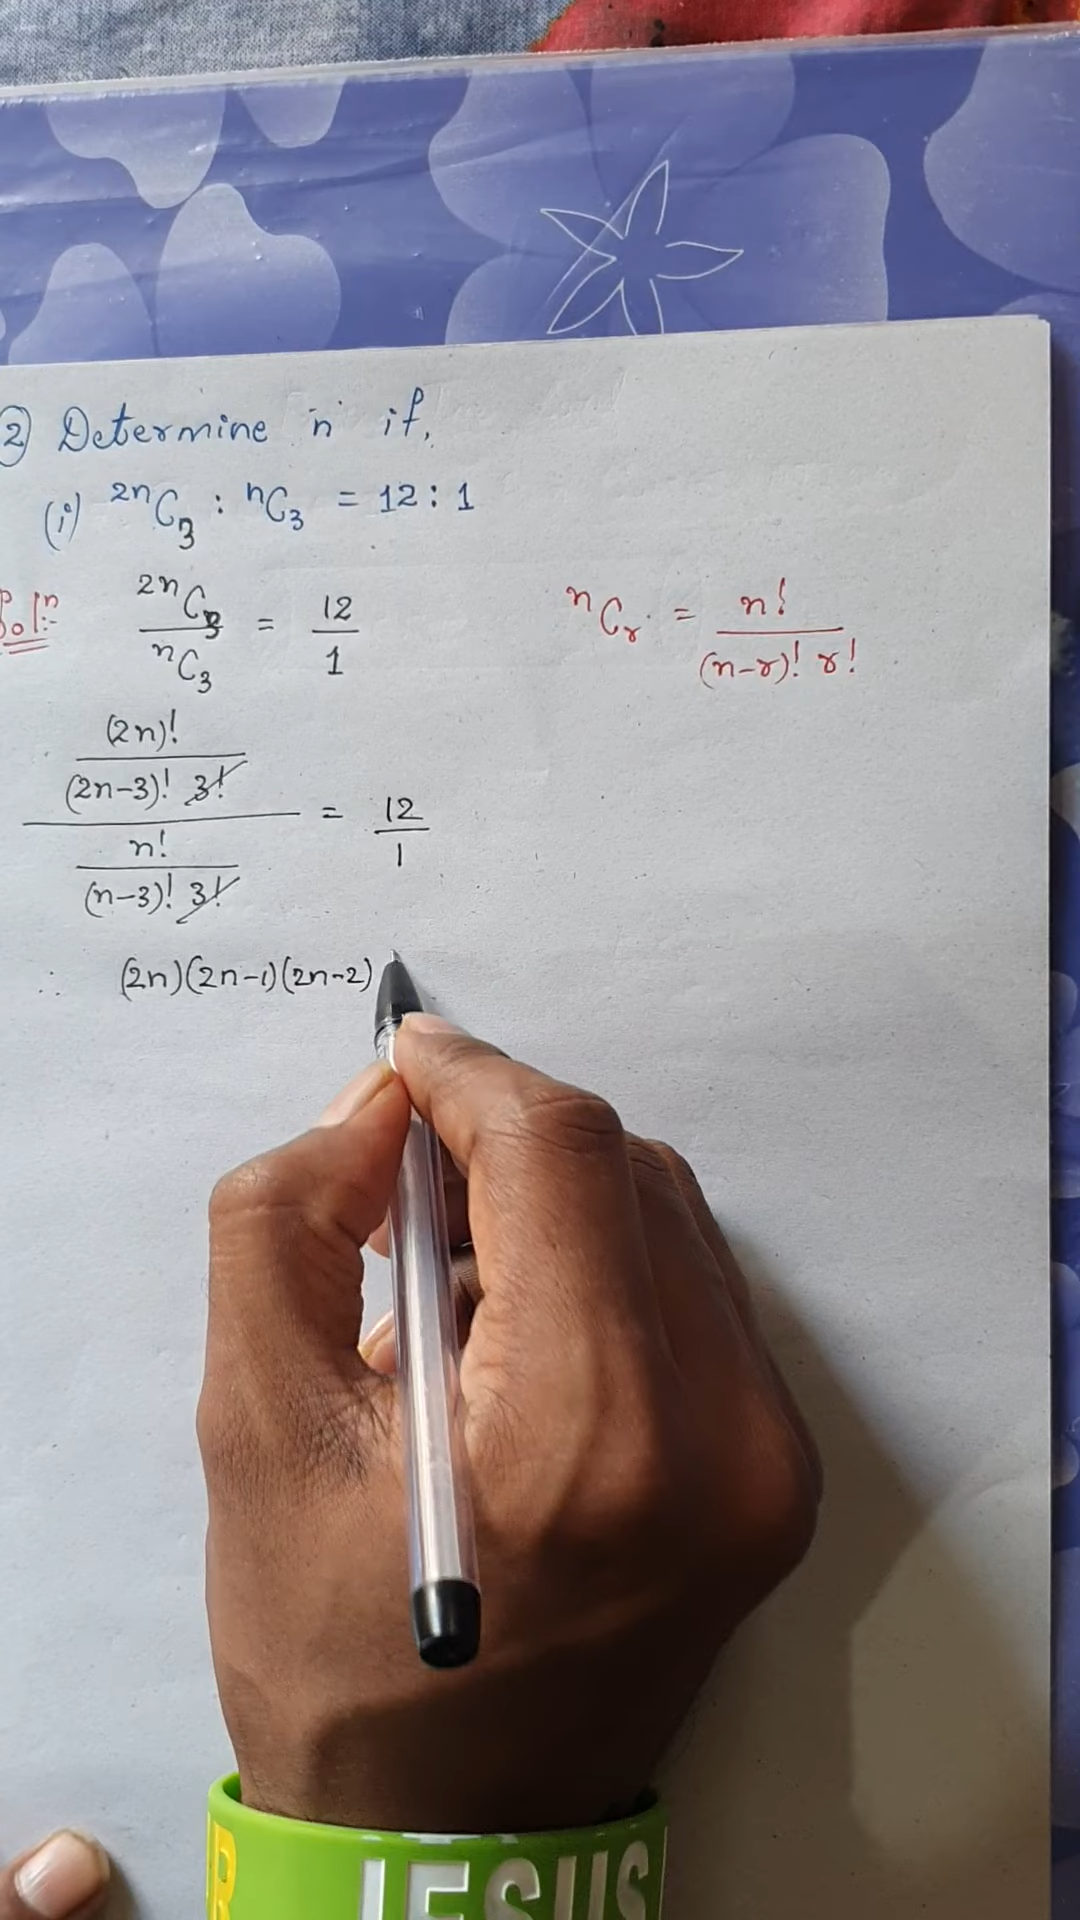 ② Determine 'n' if,
(i) ²ⁿC₃ : ⁿC₃ = 12 : 1
Solⁿ:- ²ⁿC₃ / ⁿC₃ = 12 / 1
ⁿCᵣ = n! / (n-r)! r!
(2n)! / (2n-3)! 3! / n! / (n-3)! 3! = 12 / 1
∴ (2n)(2n-1)(2n-2)
JESUS